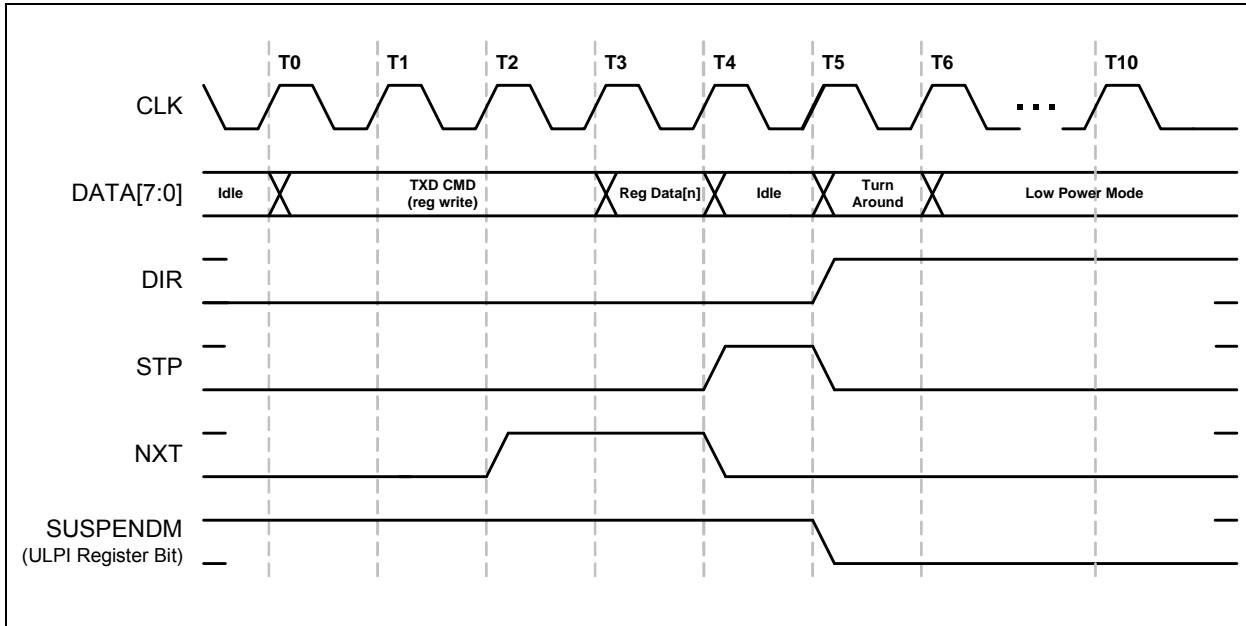 T0 T1 T2 T3 T4 T5 T6 T10
CLK
...
DATA[7:0]
Idle
TXD CMD
(reg write)
Reg Data[n]
Idle
Turn
Around
Low Power Mode
DIR
STP
NXT
SUSPENDM
(ULPI Register Bit)